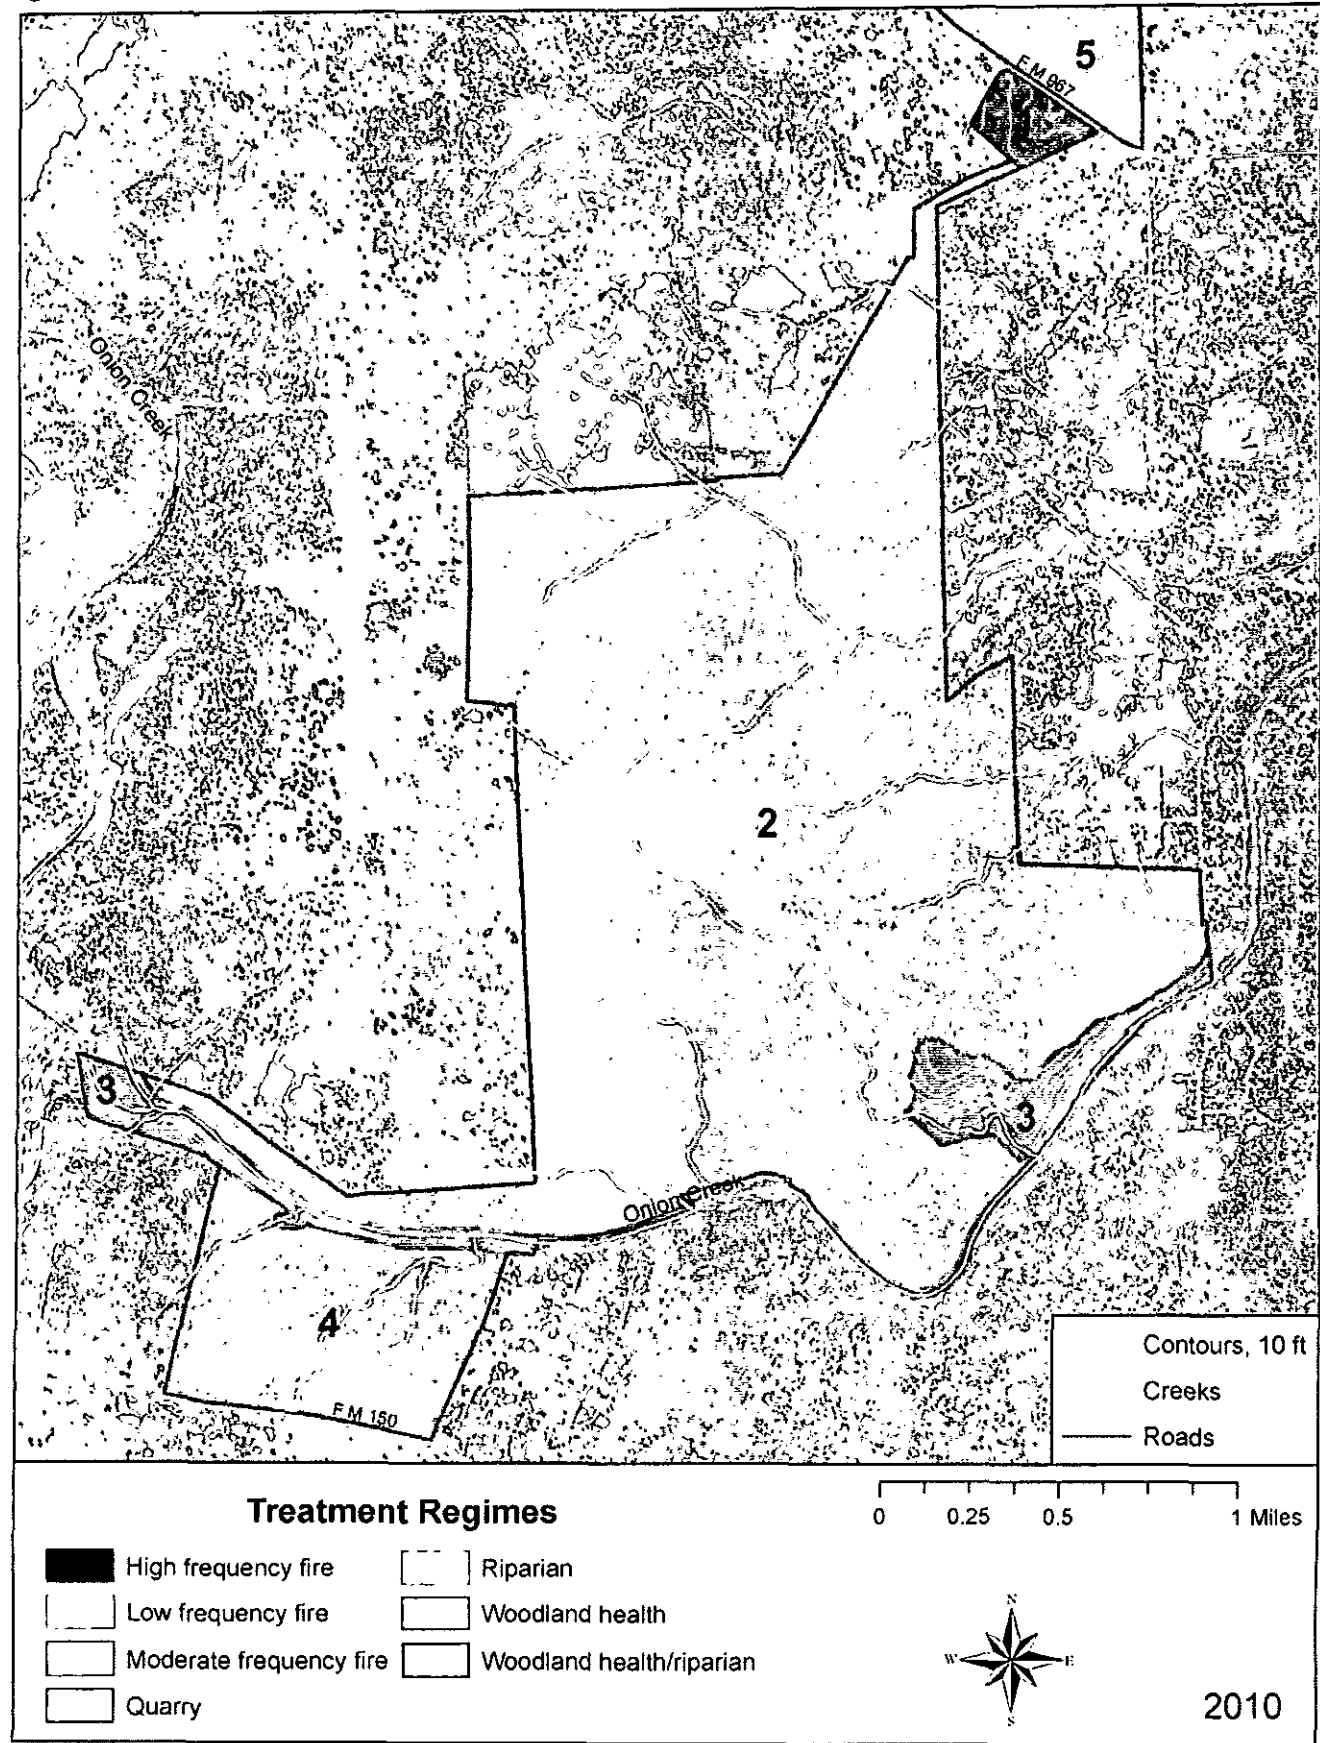 5
F M 967
Onion Creek
2
3
3
Onion Creek
4
F M 150
Contours, 10 ft
Creeks
Roads
Treatment Regimes
0 0.25 0.5 1 Miles
High frequency fire
Riparian
Low frequency fire
Woodland health
Moderate frequency fire
Woodland health/riparian
Quarry
N
W E
S
2010